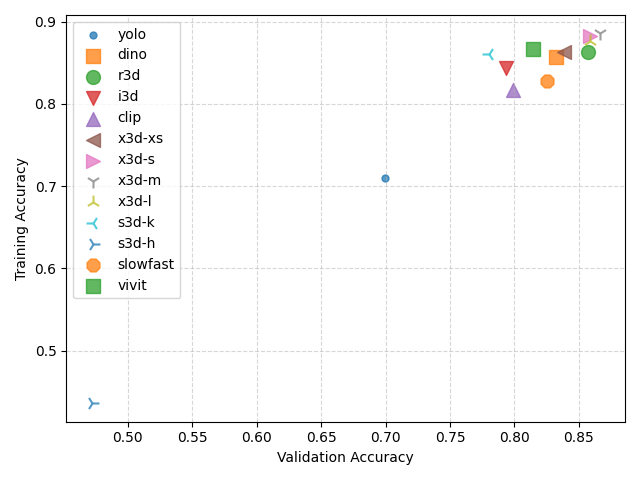 0.9
0.8
0.7
0.6
0.5
Training Accuracy
yolo
dino
r3d
i3d
clip
x3d-xs
x3d-s
x3d-m
x3d-l
s3d-k
s3d-h
slowfast
vivit
0.50 0.55 0.60 0.65 0.70 0.75 0.80 0.85
Validation Accuracy